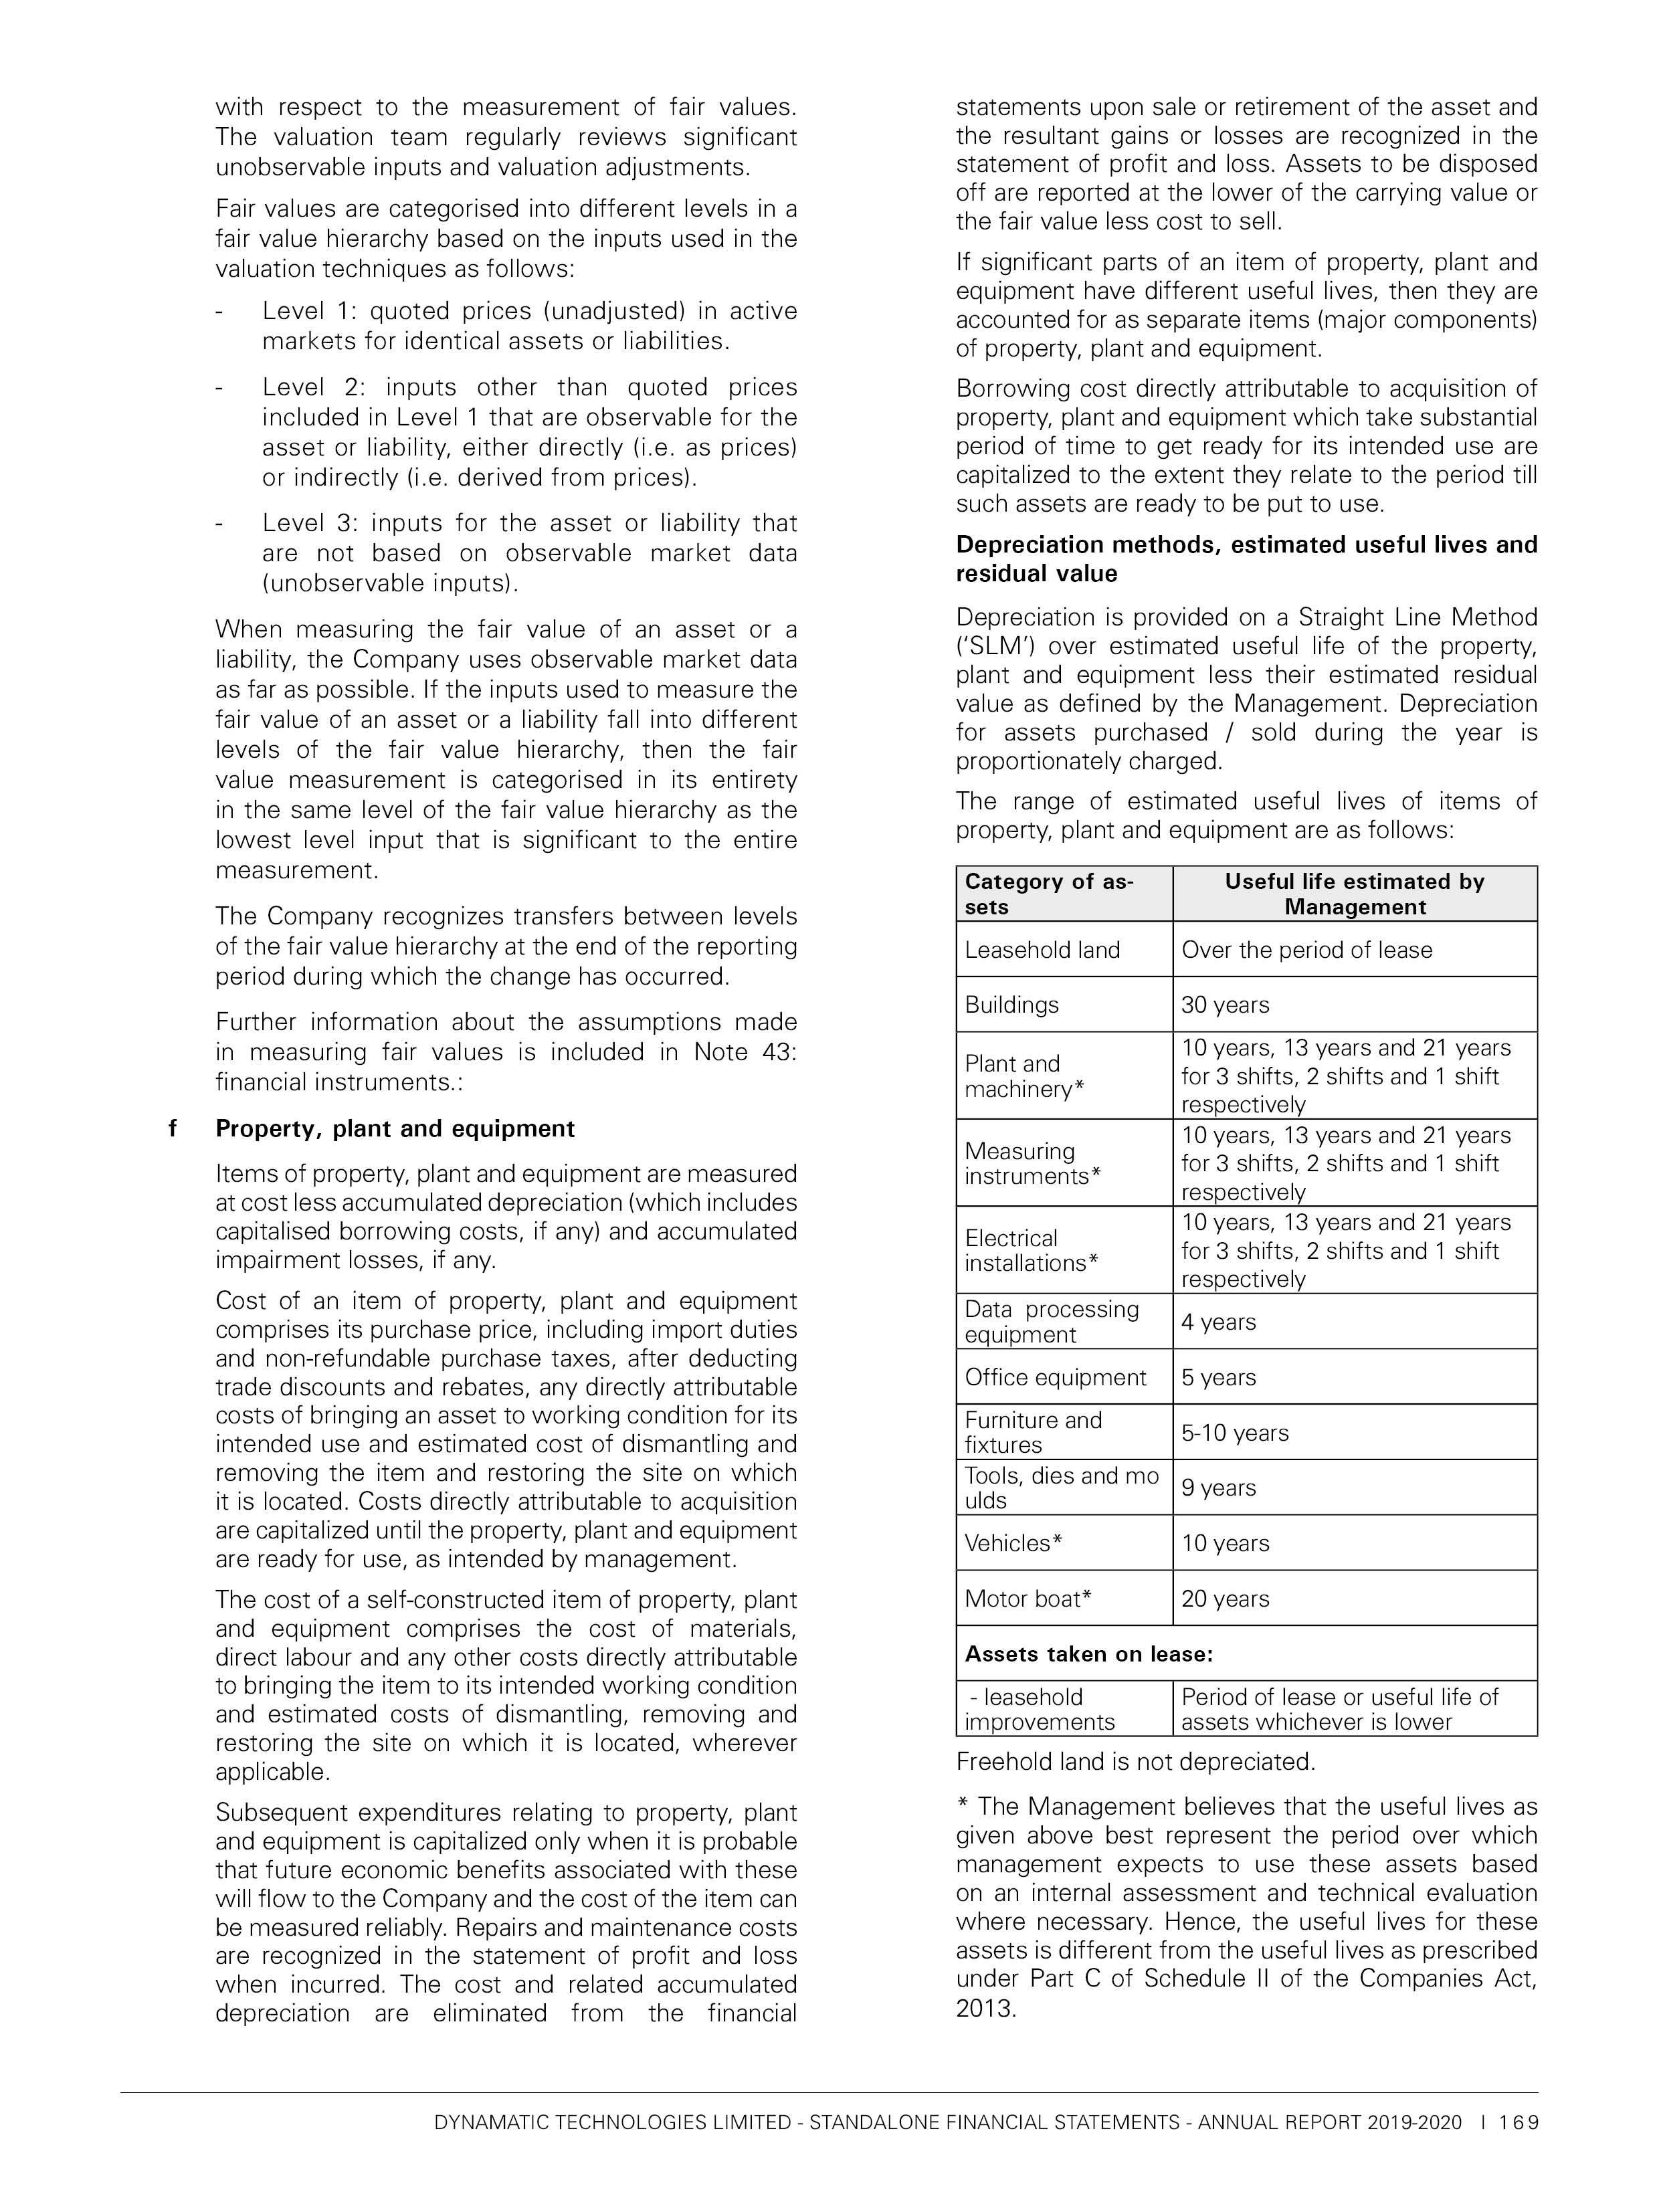 with respect to the measurement of fair values.
The valuation team regularly reviews significant
unobservable inputs and valuation adjustments.
Fair values are categorised into different levels in a
fair value hierarchy based on the inputs used in the
valuation techniques as follows:
- Level 1: quoted prices (unadjusted) in active
markets for identical assets or liabilities.
- Level 2: inputs other than quoted prices
included in Level 1 that are observable for the
asset or liability, either directly (i.e. as prices)
or indirectly (i.e. derived from prices).
- Level 3: inputs for the asset or liability that
are not based on observable market data
(unobservable inputs).
When measuring the fair value of an asset or a
liability, the Company uses observable market data
as far as possible. If the inputs used to measure the
fair value of an asset or a liability fall into different
levels of the fair value hierarchy, then the fair
value measurement is categorised in its entirety
in the same level of the fair value hierarchy as the
lowest level input that is significant to the entire
measurement.
The Company recognizes transfers between levels
of the fair value hierarchy at the end of the reporting
period during which the change has occurred.
Further information about the assumptions made
in measuring fair values is included in Note 43:
financial instruments.:
f Property, plant and equipment
Items of property, plant and equipment are measured
at cost less accumulated depreciation (which includes
capitalised borrowing costs, if any) and accumulated
impairment losses, if any.
Cost of an item of property, plant and equipment
comprises its purchase price, including import duties
and non-refundable purchase taxes, after deducting
trade discounts and rebates, any directly attributable
costs of bringing an asset to working condition for its
intended use and estimated cost of dismantling and
removing the item and restoring the site on which
it is located. Costs directly attributable to acquisition
are capitalized until the property, plant and equipment
are ready for use, as intended by management.
The cost of a self-constructed item of property, plant
and equipment comprises the cost of materials,
direct labour and any other costs directly attributable
to bringing the item to its intended working condition
and estimated costs of dismantling, removing and
restoring the site on which it is located, wherever
applicable.
Subsequent expenditures relating to property, plant
and equipment is capitalized only when it is probable
that future economic benefits associated with these
will flow to the Company and the cost of the item can
be measured reliably. Repairs and maintenance costs
are recognized in the statement of profit and loss
when incurred. The cost and related accumulated
depreciation are eliminated from the financial
statements upon sale or retirement of the asset and
the resultant gains or losses are recognized in the
statement of profit and loss. Assets to be disposed
off are reported at the lower of the carrying value or
the fair value less cost to sell.
If significant parts of an item of property, plant and
equipment have different useful lives, then they are
accounted for as separate items (major components)
of property, plant and equipment.
Borrowing cost directly attributable to acquisition of
property, plant and equipment which take substantial
period of time to get ready for its intended use are
capitalized to the extent they relate to the period till
such assets are ready to be put to use.
Depreciation methods, estimated useful lives and
residual value
Depreciation is provided on a Straight Line Method
(‘SLM’) over estimated useful life of the property,
plant and equipment less their estimated residual
value as defined by the Management. Depreciation
for assets purchased / sold during the year is
proportionately charged.
The range of estimated useful lives of items of
property, plant and equipment are as follows:
Category of as-
sets
Useful life estimated by
Management
Leasehold land
Over the period of lease
Buildings
30 years
Plant and
machinery*
10 years, 13 years and 21 years
for 3 shifts, 2 shifts and 1 shift
respectively
Measuring
instruments*
10 years, 13 years and 21 years
for 3 shifts, 2 shifts and 1 shift
respectively
Electrical
installations*
10 years, 13 years and 21 years
for 3 shifts, 2 shifts and 1 shift
respectively
Data processing
equipment
4 years
Office equipment
5 years
Furniture and
fixtures
5-10 years
Tools, dies and mo
ulds
9 years
Vehicles*
10 years
Motor boat*
20 years
Assets taken on lease:
- leasehold
improvements
Period of lease or useful life of
assets whichever is lower
Freehold land is not depreciated.
* The Management believes that the useful lives as
given above best represent the period over which
management expects to use these assets based
on an internal assessment and technical evaluation
where necessary. Hence, the useful lives for these
assets is different from the useful lives as prescribed
under Part C of Schedule II of the Companies Act,
2013.
DYNAMATIC TECHNOLOGIES LIMITED - STANDALONE FINANCIAL STATEMENTS - ANNUAL REPORT 2019-2020 | 169